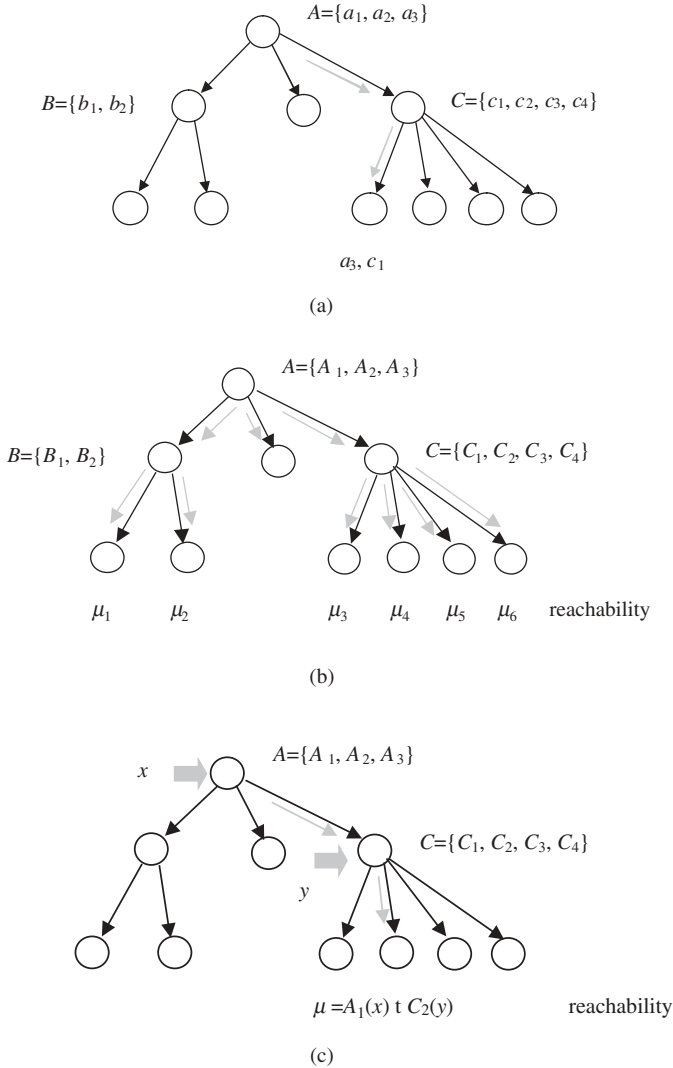 A={a₁, a₂, a₃}
B={b₁, b₂}
C={c₁, c₂, c₃, c₄}
a₃, c₁
(a)
A={A₁, A₂, A₃}
B={B₁, B₂}
C={C₁, C₂, C₃, C₄}
μ₁ μ₂ μ₃ μ₄ μ₅ μ₆ reachability
(b)
A={A₁, A₂, A₃}
x
C={C₁, C₂, C₃, C₄}
y
μ =A₁(x) t C₂(y) reachability
(c)